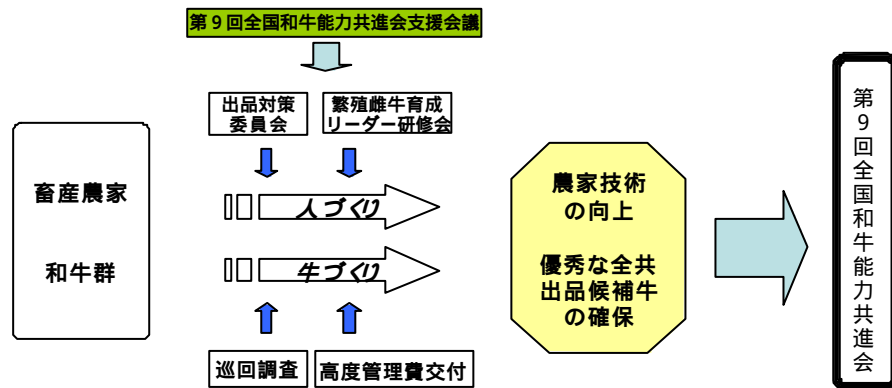 第9回全国和牛能力共進会支援会議
出品対策
委員会
繁殖雌牛育成
リーダー研修会
畜産農家
和牛群
人づくり
牛づくり
巡回調査
高度管理費交付
農家技術
の向上
優秀な全共
出品候補牛
の確保
第9回全国和牛能力共進会